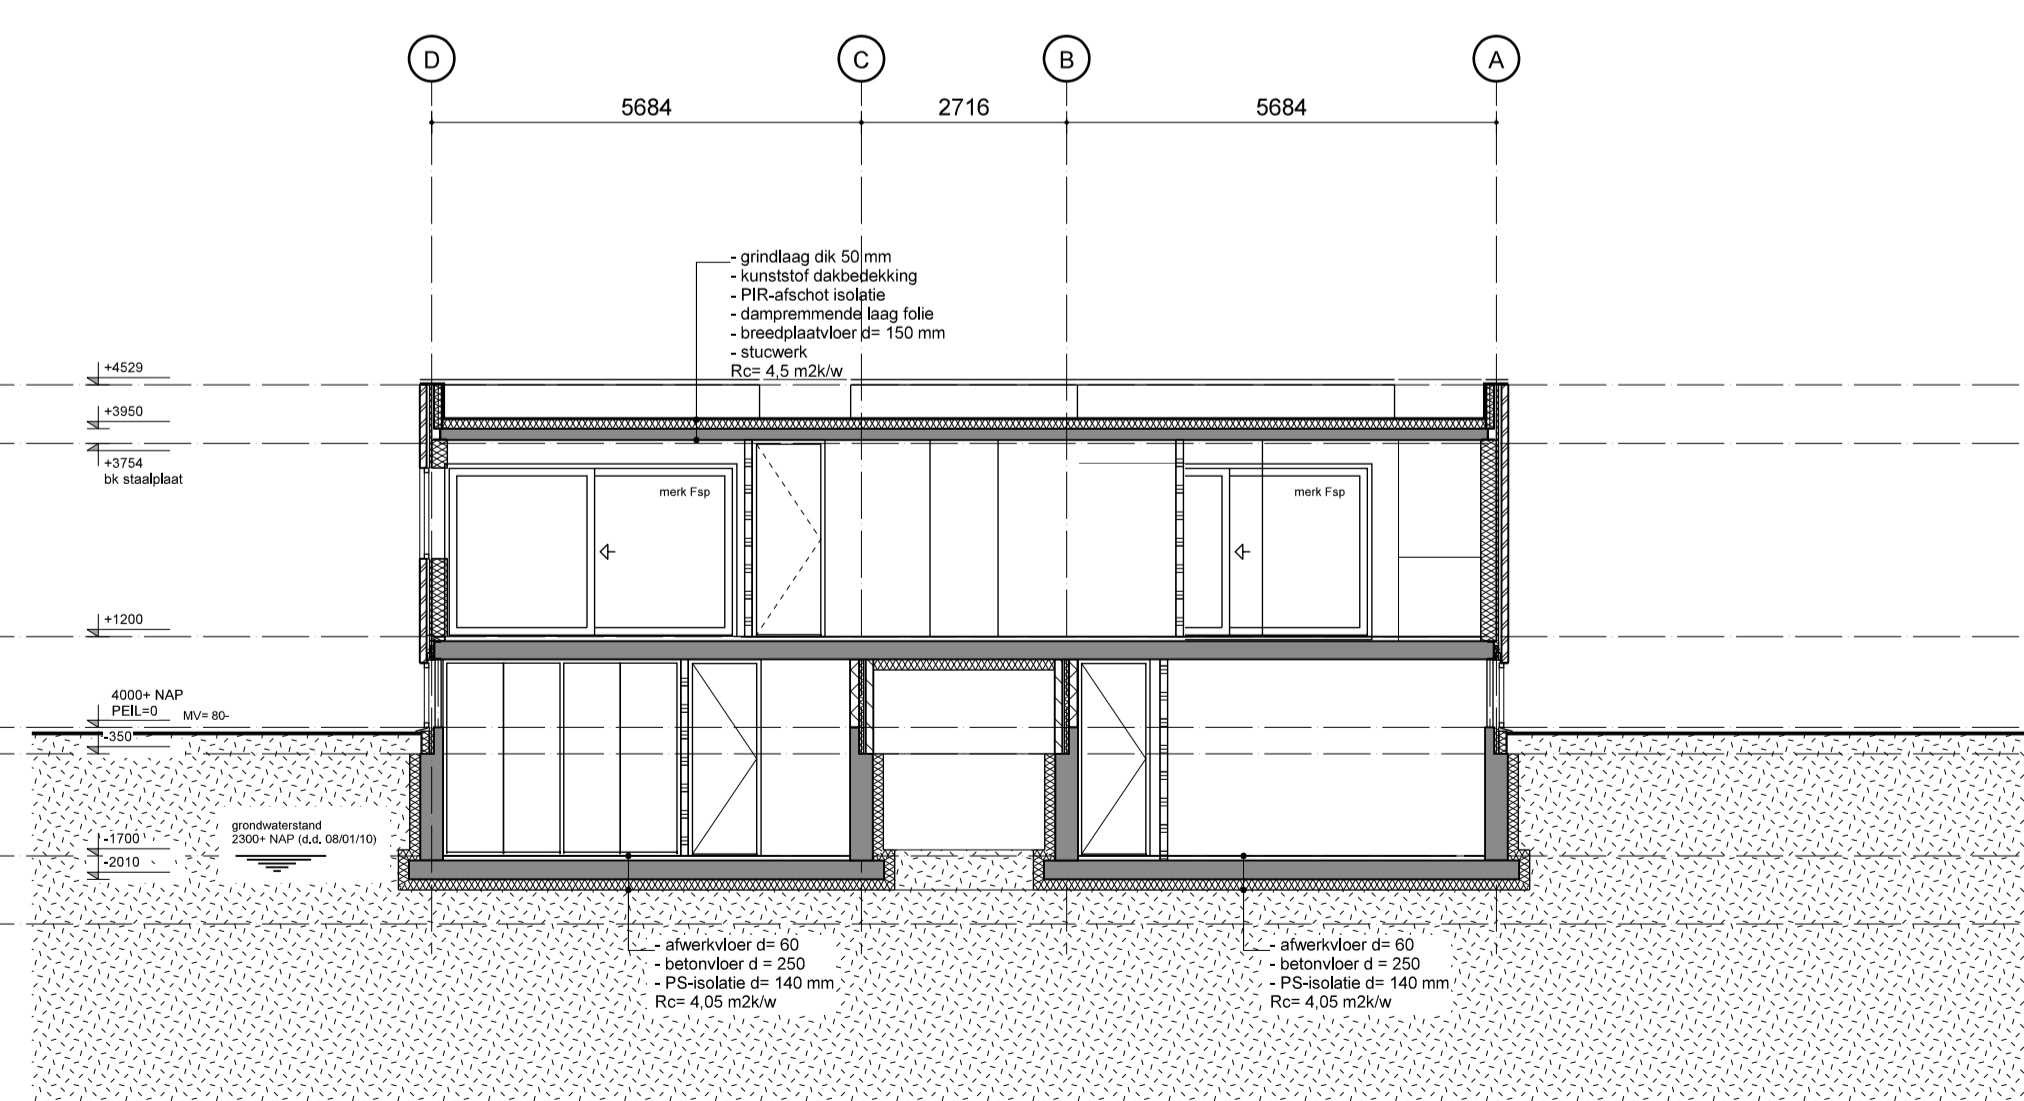 D
C
B
A
5684
2716
5684
- grindlaag dik 50 mm
- kunststof dakbedekking
- PIR-afschot isolatie
- dampremmende laag folie
- breedplaatvloer d= 150 mm
- stucwerk
Rc= 4,5 m2k/w
+4529
+3950
+3754
bk staalplaat
merk Fsp
merk Fsp
+1200
4000+ NAP
PEIL=0
MV= 80-
-350
grondwaterstand
2300+ NAP (d.d. 08/01/10)
-1700
-2010
- afwerkvloer d= 60
- betonvloer d = 250
- PS-isolatie d= 140 mm
Rc= 4,05 m2k/w
- afwerkvloer d= 60
- betonvloer d = 250
- PS-isolatie d= 140 mm
Rc= 4,05 m2k/w